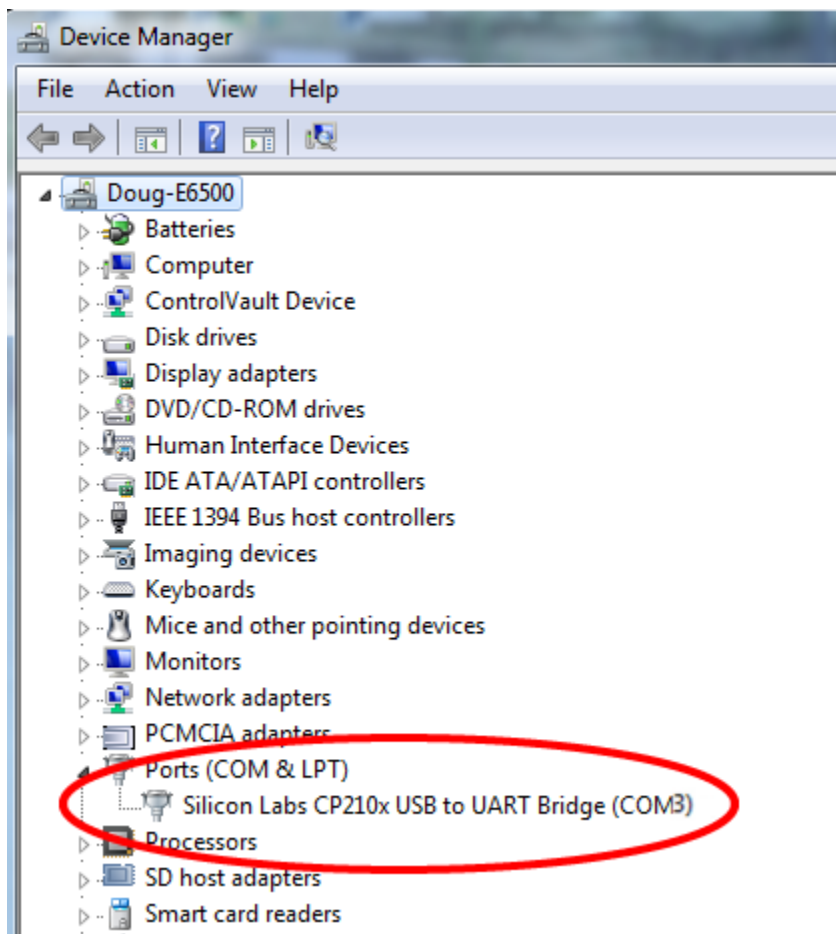 Device Manager
File Action View Help
Doug-E6500
Batteries
Computer
ControlVault Device
Disk drives
Display adapters
DVD/CD-ROM drives
Human Interface Devices
IDE ATA/ATAPI controllers
IEEE 1394 Bus host controllers
Imaging devices
Keyboards
Mice and other pointing devices
Monitors
Network adapters
PCMCIA adapters
Ports (COM & LPT)
Silicon Labs CP210x USB to UART Bridge (COM3)
Processors
SD host adapters
Smart card readers